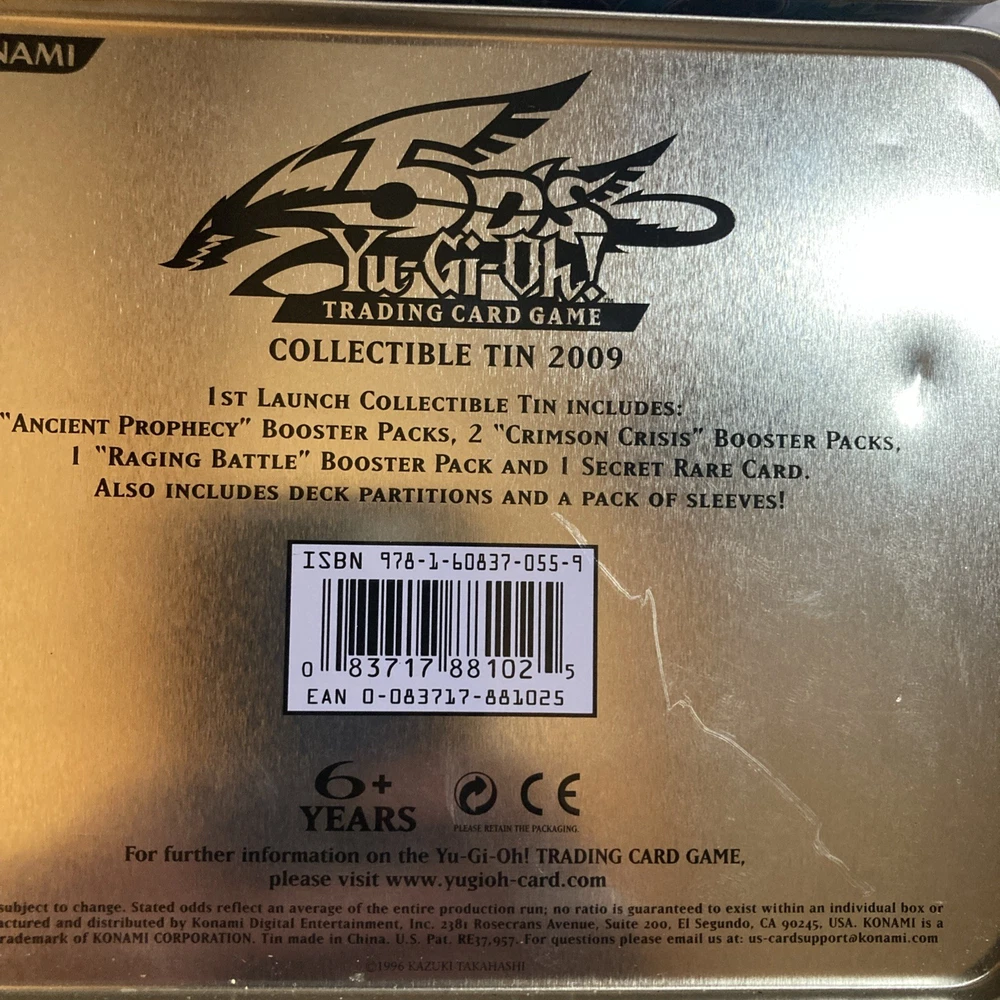 KONAMI
5D's
Yu-Gi-Oh!
TRADING CARD GAME
COLLECTIBLE TIN 2009
1ST LAUNCH COLLECTIBLE TIN INCLUDES:
"ANCIENT PROPHECY" BOOSTER PACKS, 2 "CRIMSON CRISIS" BOOSTER PACKS,
1 "RAGING BATTLE" BOOSTER PACK AND 1 SECRET RARE CARD.
ALSO INCLUDES DECK PARTITIONS AND A PACK OF SLEEVES!
ISBN 978-1-60837-055-9
0 83717 88102 5
EAN 0-083717-881025
6+
YEARS
CE
PLEASE RETAIN THE PACKAGING.
For further information on the Yu-Gi-Oh! TRADING CARD GAME,
please visit www.yugioh-card.com
subject to change. Stated odds reflect an average of the entire production run; no ratio is guaranteed to exist within an individual box or
actured and distributed by Konami Digital Entertainment, Inc. 2381 Rosecrans Avenue, Suite 200, El Segundo, CA 90245, USA. KONAMI is a
rademark of KONAMI CORPORATION. Tin made in China. U.S. Pat. RE37,957. For questions please email us at: us-cardsupport@konami.com
©1996 KAZUKI TAKAHASHI